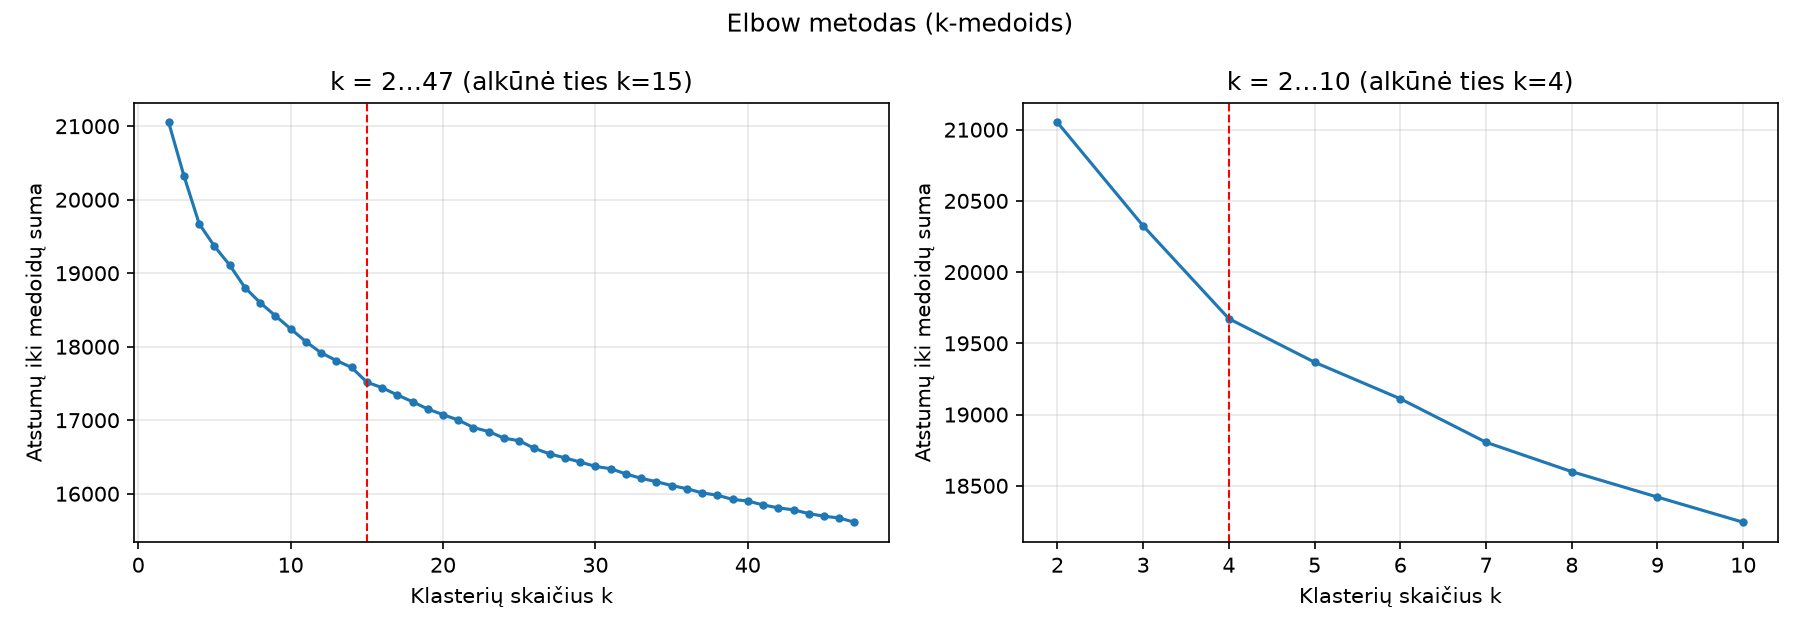 Elbow metodas (k-medoids)
k = 2…47 (alkūnė ties k=15)
Atstumų iki medoidų suma
21000
20000
19000
18000
17000
16000
0 10 20 30 40
Klasterių skaičius k
k = 2…10 (alkūnė ties k=4)
Atstumų iki medoidų suma
21000
20500
20000
19500
19000
18500
2 3 4 5 6 7 8 9 10
Klasterių skaičius k